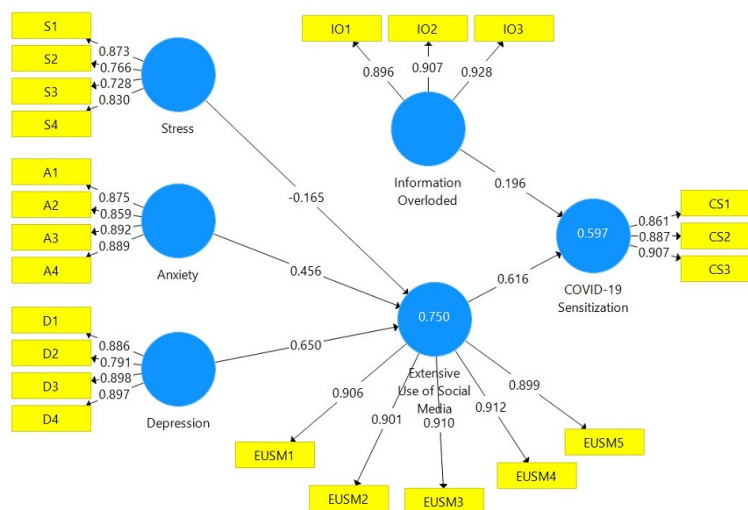 S1
S2
S3
S4
0.873
0.766
0.728
0.830
Stress
IO1
IO2
IO3
0.896
0.907
0.928
Information
Overloded
A1
A2
A3
A4
0.875
0.859
0.892
0.889
Anxiety
-0.165
0.196
0.456
0.597
COVID-19
Sensitization
CS1
CS2
CS3
0.861
0.887
0.907
0.616
D1
D2
D3
D4
0.886
0.791
0.898
0.897
Depression
0.650
0.750
Extensive
Use of Social
Media
0.906
0.901
0.910
0.912
0.899
EUSM1
EUSM2
EUSM3
EUSM4
EUSM5